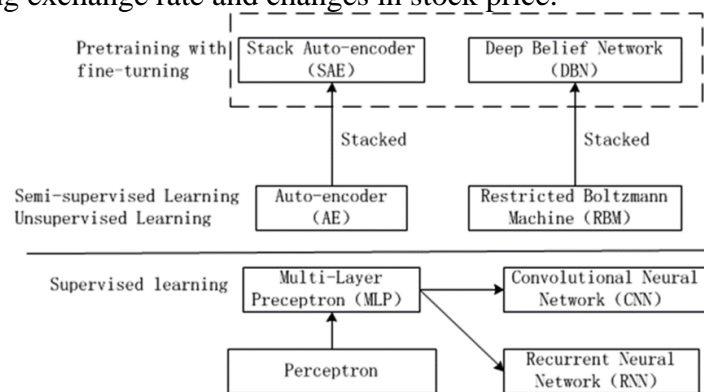 g exchange rate and changes in stock price.
Pretraining with
fine-turning
Stack Auto-encoder
(SAE)
Deep Belief Network
(DBN)
Stacked
Stacked
Semi-supervised Learning
Unsupervised Learning
Auto-encoder
(AE)
Restricted Boltzmann
Machine (RBM)
Supervised learning
Multi-Layer
Preceptron (MLP)
Convolutional Neural
Network (CNN)
Perceptron
Recurrent Neural
Network (RNN)